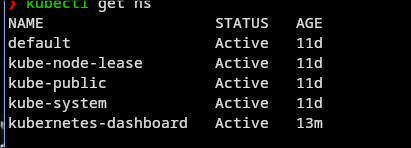 ❯ kubectl get ns
NAME STATUS AGE
default Active 11d
kube-node-lease Active 11d
kube-public Active 11d
kube-system Active 11d
kubernetes-dashboard Active 13m